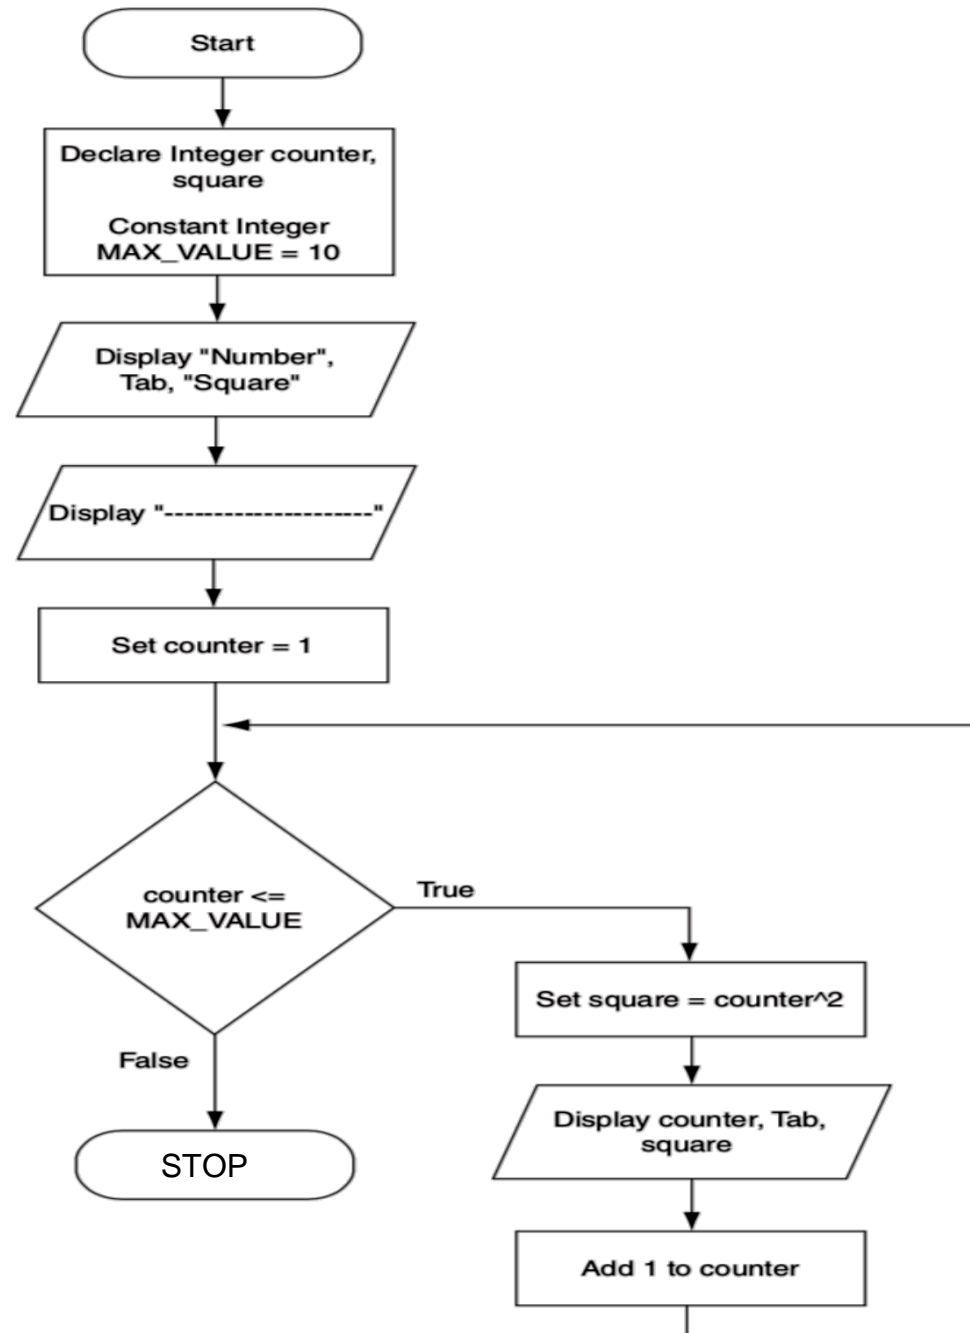 Start
Declare Integer counter,
square
Constant Integer
MAX_VALUE = 10
Display "Number",
Tab, "Square"
Display "---------------------"
Set counter = 1
counter <=
MAX_VALUE
True
Set square = counter^2
False
Display counter, Tab,
square
STOP
Add 1 to counter